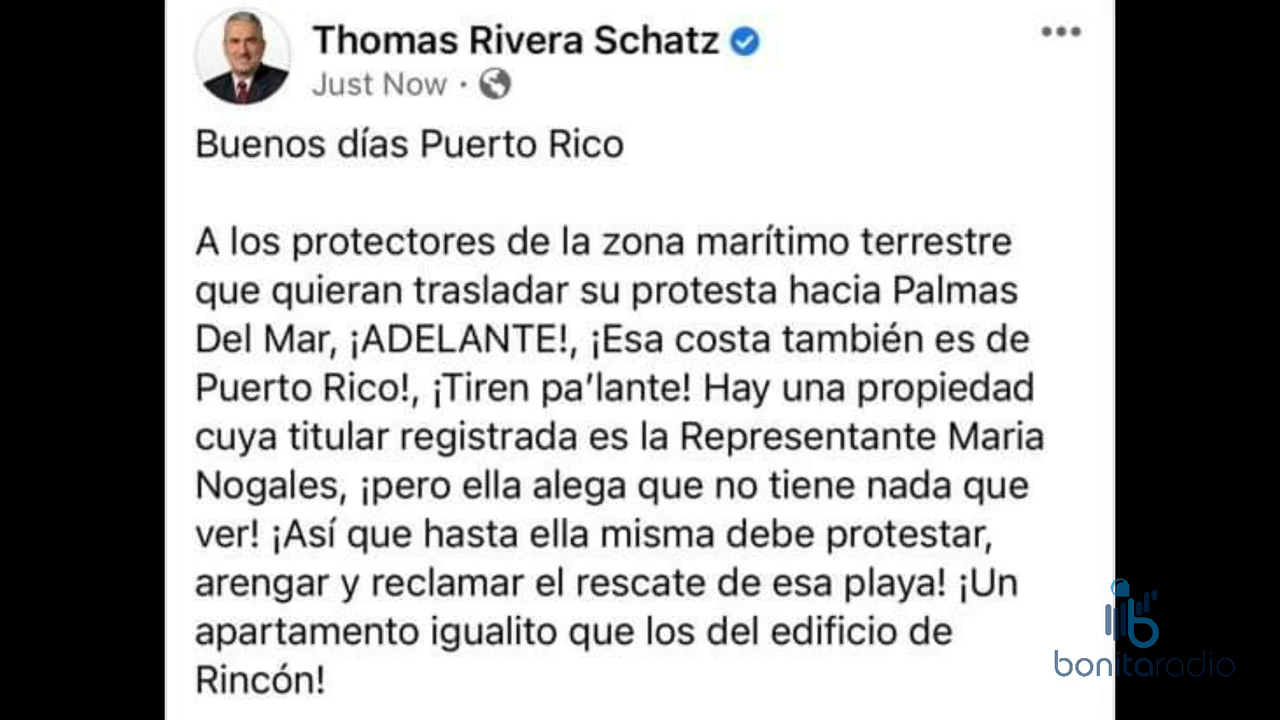 Thomas Rivera Schatz
Just Now ·
Buenos días Puerto Rico
A los protectores de la zona marítimo terrestre
que quieran trasladar su protesta hacia Palmas
Del Mar, ¡ADELANTE!, ¡Esa costa también es de
Puerto Rico!, ¡Tiren pa’lante! Hay una propiedad
cuya titular registrada es la Representante Maria
Nogales, ¡pero ella alega que no tiene nada que
ver! ¡Así que hasta ella misma debe protestar,
arengar y reclamar el rescate de esa playa! ¡Un
apartamento igualito que los del edificio de
Rincón!
bonitaradio